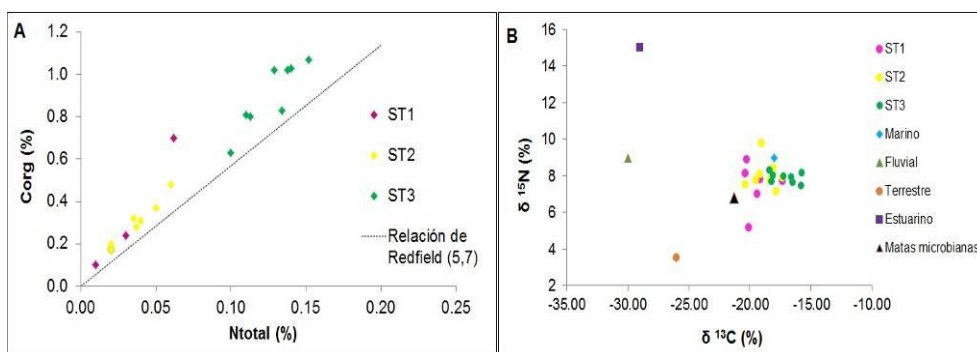 A
Corg (%)
1.2
1.0
0.8
0.6
0.4
0.2
0.0
0.00
0.05
0.10
0.15
0.20
0.25
Ntotal (%)
ST1
ST2
ST3
Relación de
Redfield (5,7)
B
δ ¹⁵N (%)
16
14
12
10
8
6
4
2
-35.00
-30.00
-25.00
-20.00
-15.00
-10.00
δ ¹³C (%)
ST1
ST2
ST3
Marino
Fluvial
Terrestre
Estuarino
Matas microbianas